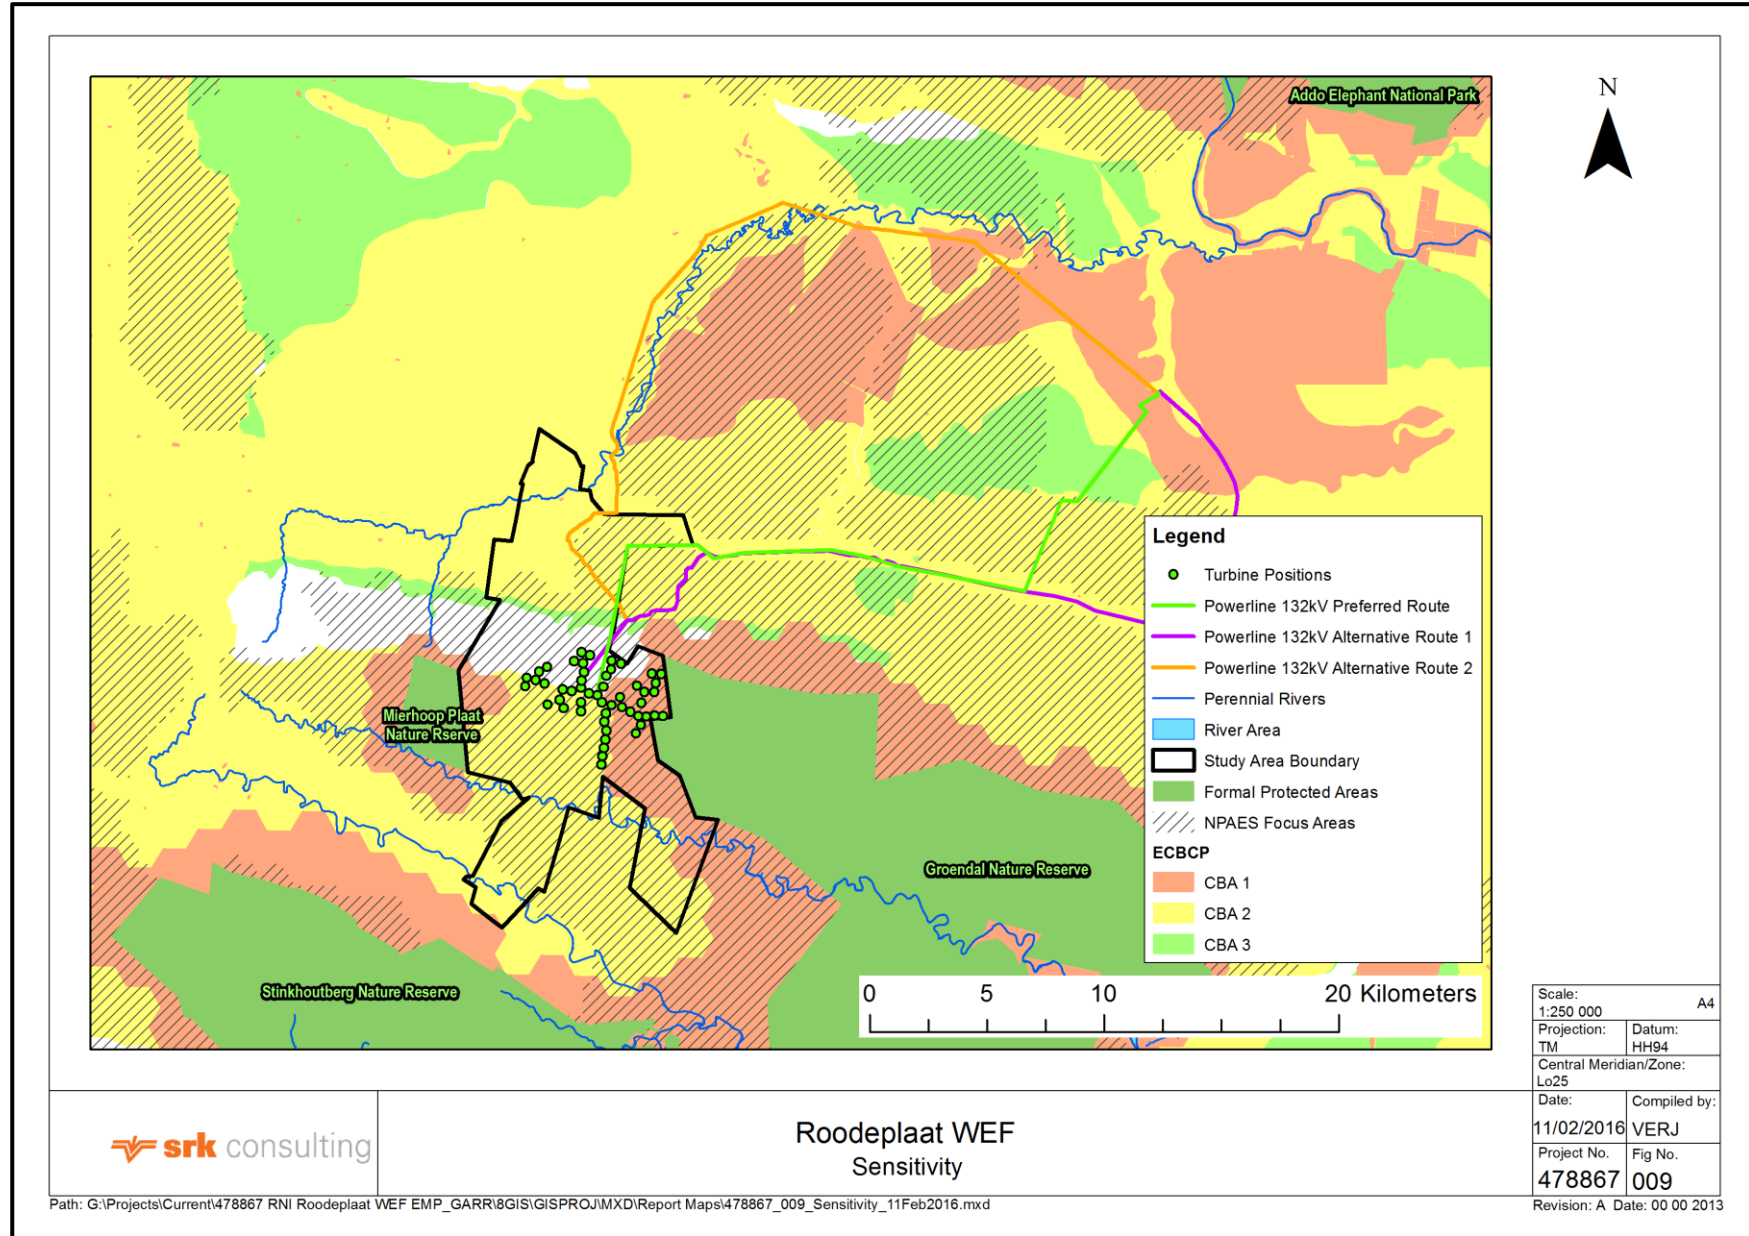 Addo Elephant National Park
N
Mierhoop Plaat
Nature Rserve
Groendal Nature Reserve
Stinkhoutberg Nature Reserve
Legend
Turbine Positions
Powerline 132kV Preferred Route
Powerline 132kV Alternative Route 1
Powerline 132kV Alternative Route 2
Perennial Rivers
River Area
Study Area Boundary
Formal Protected Areas
NPAES Focus Areas
ECBCP
CBA 1
CBA 2
CBA 3
0 5 10 20 Kilometers
Scale:
1:250 000 A4
Projection: Datum:
TM HH94
Central Meridian/Zone:
Lo25
Date: Compiled by:
11/02/2016 VERJ
Project No. Fig No.
478867 009
srk consulting
Roodeplaat WEF
Sensitivity
Path: G:\Projects\Current\478867 RNI Roodeplaat WEF EMP_GARR\8GIS\GISPROJ\MXD\Report Maps\478867_009_Sensitivity_11Feb2016.mxd
Revision: A Date: 00 00 2013